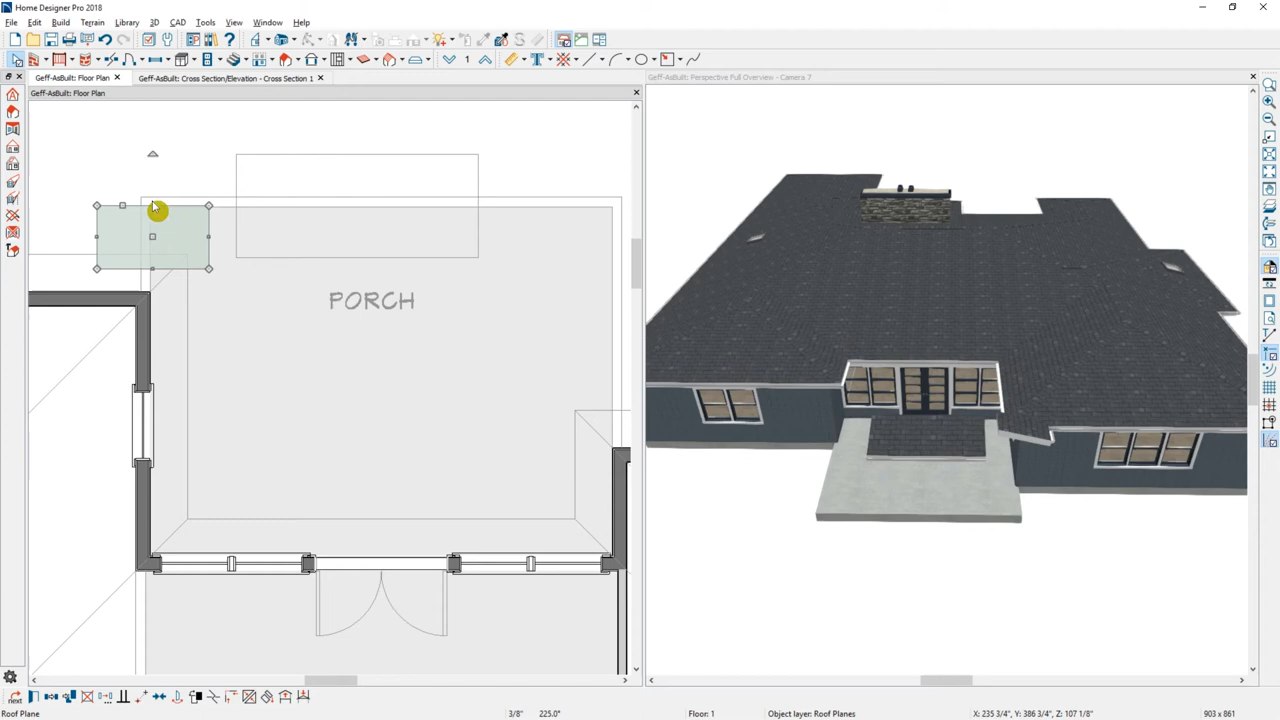 Home Designer Pro 2018
File Edit Build Terrain Library 3D CAD Tools View Window Help
1
Geff-AsBuilt: Floor Plan
Geff-AsBuilt: Cross Section/Elevation - Cross Section 1
Geff-AsBuilt: Perspective Full Overview - Camera 7
Geff-AsBuilt: Floor Plan
PORCH
next
Roof Plane
3/8"
225.0°
Floor: 1
Object layer: Roof Planes
X: 235 3/4", Y: 386 3/4", Z: 107 1/8"
903 x 861